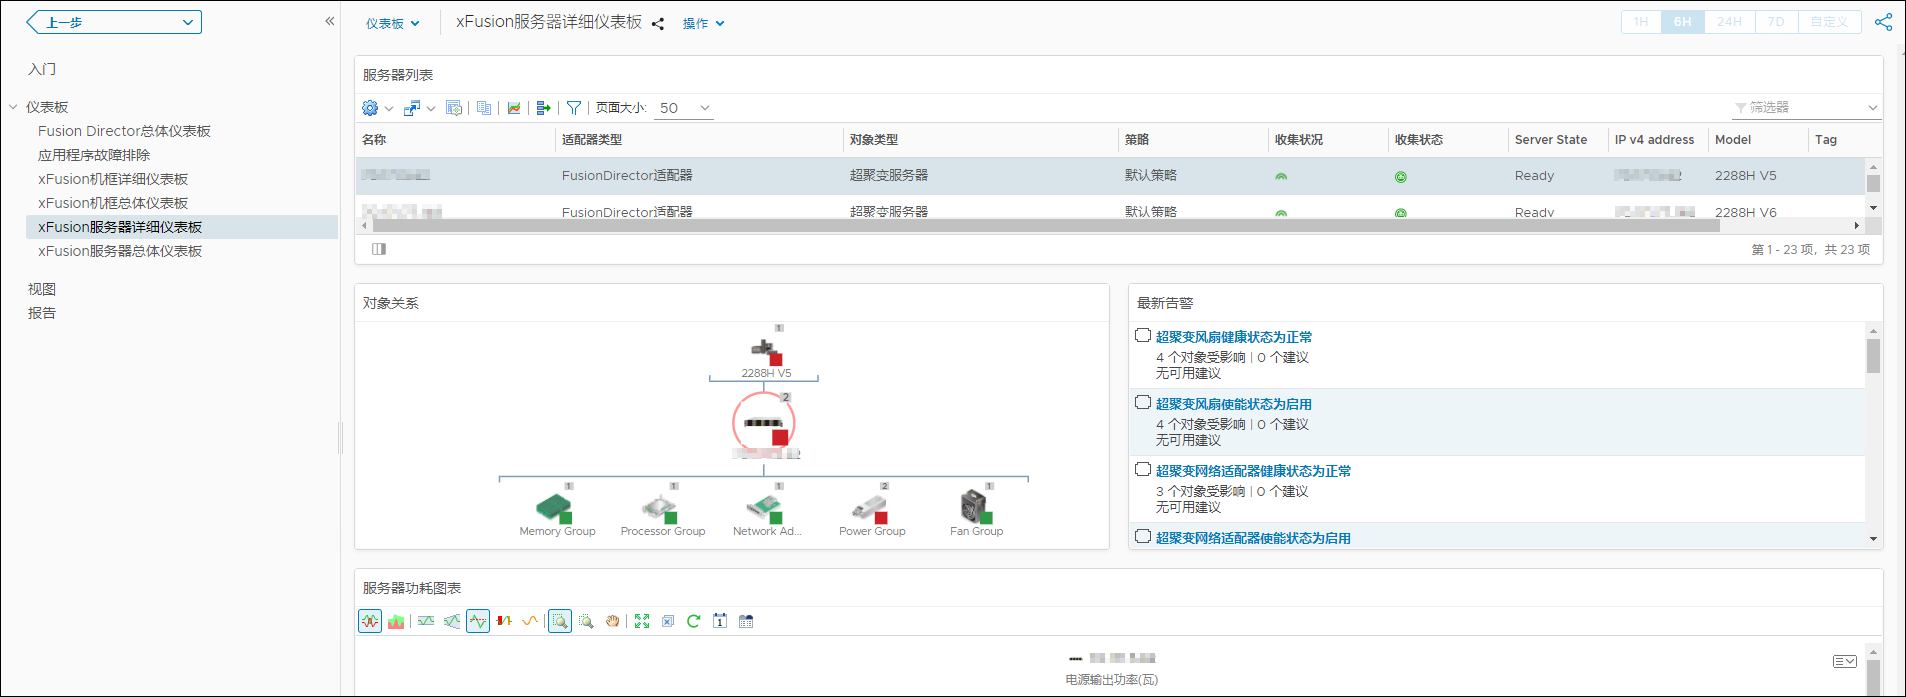 上一步
入门
仪表板
Fusion Director总体仪表板
应用程序故障排除
xFusion机框详细仪表板
xFusion机框总体仪表板
xFusion服务器详细仪表板
xFusion服务器总体仪表板
视图
报告
仪表板 xFusion服务器详细仪表板 操作
1H 6H 24H 7D 自定义
服务器列表
页面大小: 50 筛选器
名称 适配器类型 对象类型 策略 收集状况 收集状态 Server State IP v4 address Model Tag
FusionDirector适配器 超聚变服务器 默认策略 Ready 2288H V5
FusionDirector适配器 超聚变服务器 默认策略 Ready 2288H V6
第 1 - 23 项，共 23 项
对象关系
1
2288H V5
2
1 1 1 2 1
Memory Group Processor Group Network Ad... Power Group Fan Group
最新告警
超聚变风扇健康状态为正常
4 个对象受影响 | 0 个建议
无可用建议
超聚变风扇使能状态为启用
4 个对象受影响 | 0 个建议
无可用建议
超聚变网络适配器健康状态为正常
3 个对象受影响 | 0 个建议
无可用建议
超聚变网络适配器使能状态为启用
服务器功耗图表
电源输出功率(瓦)